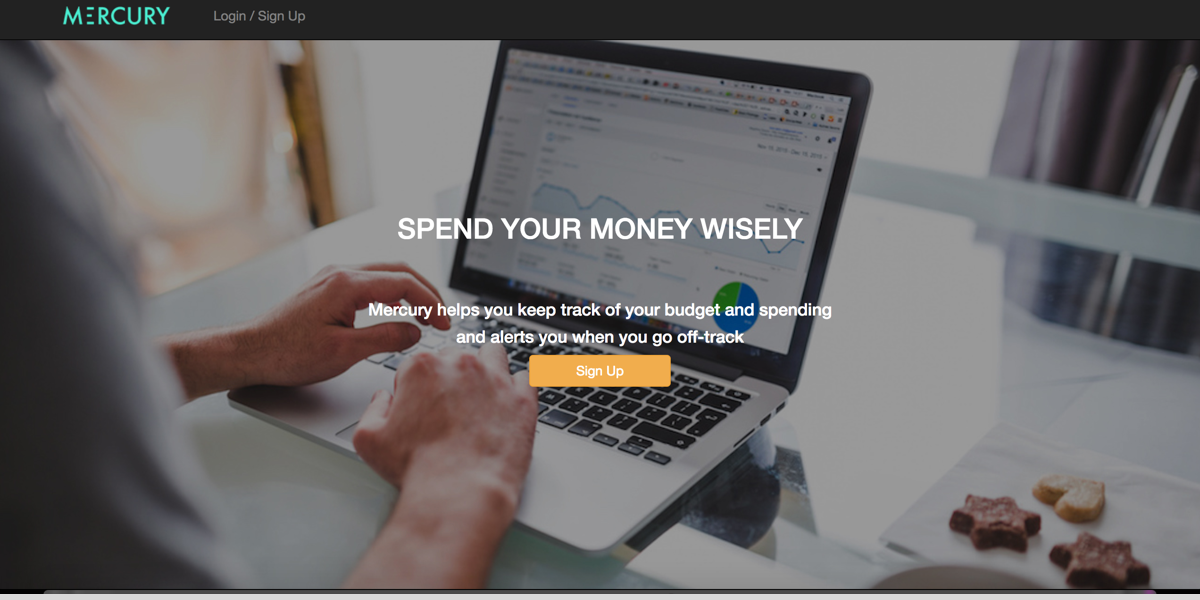 MERCURY
Login / Sign Up
SPEND YOUR MONEY WISELY
Mercury helps you keep track of your budget and spending
and alerts you when you go off-track
Sign Up